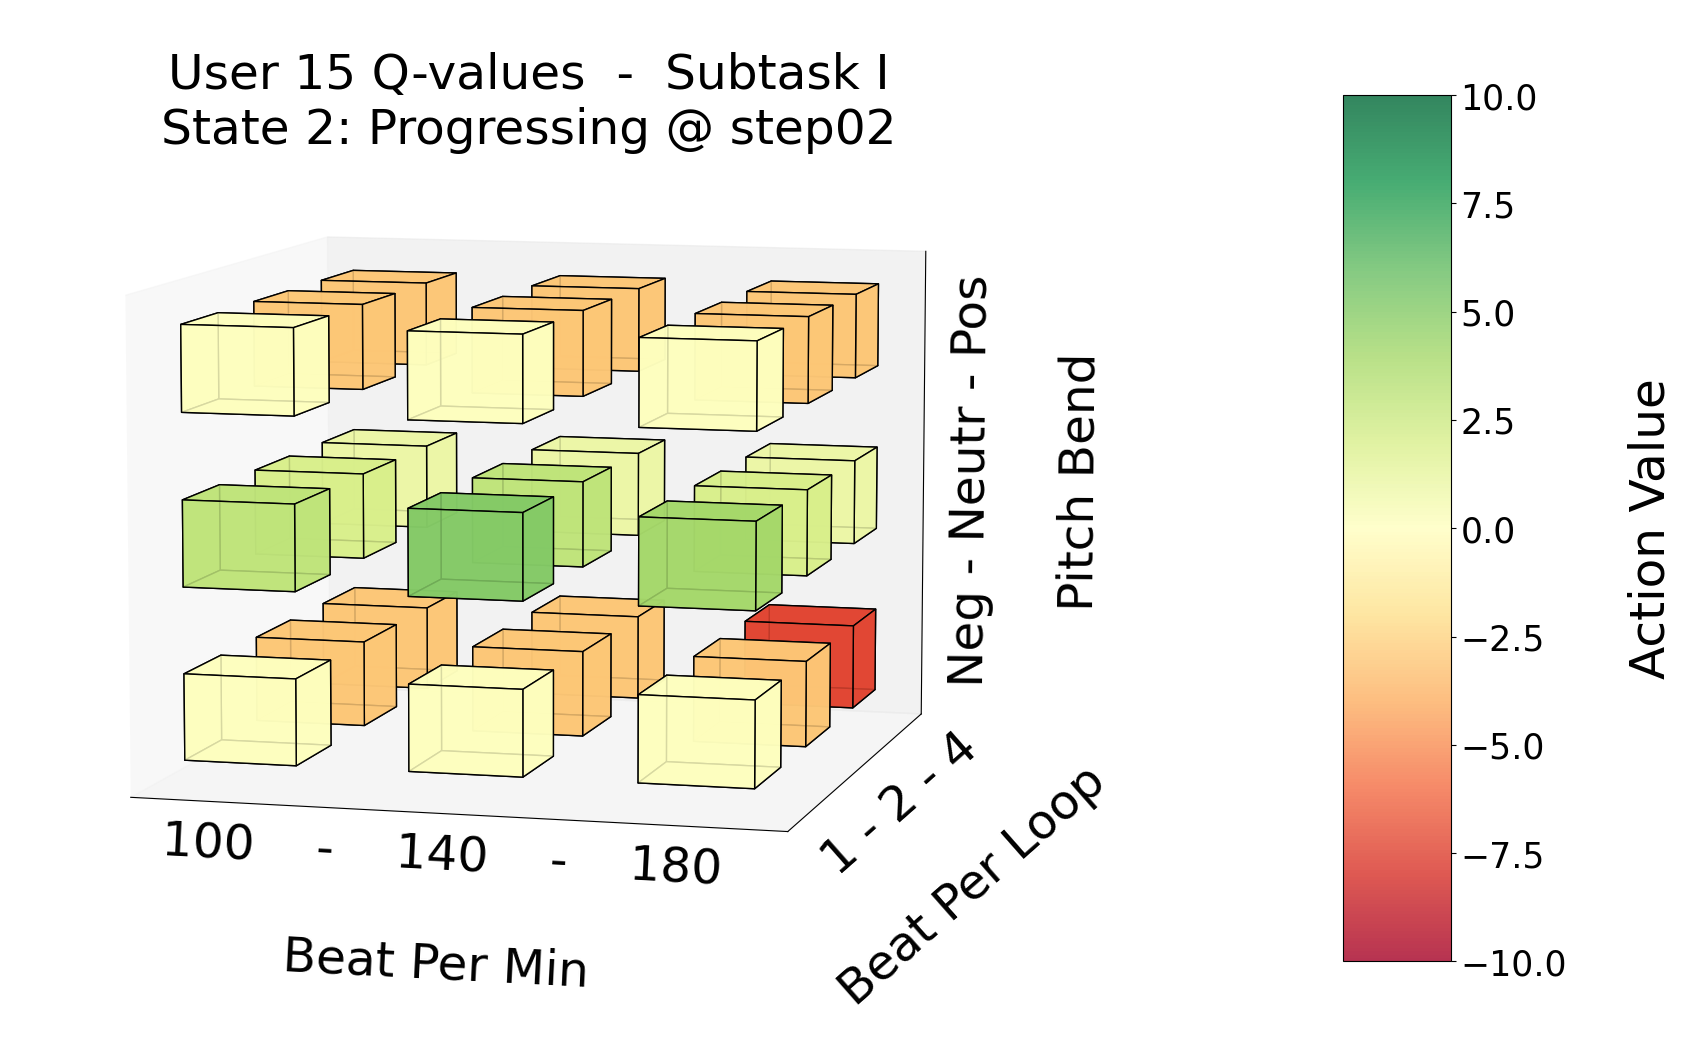 User 15 Q-values - Subtask I
State 2: Progressing @ step02
10.0
7.5
5.0
2.5
0.0
−2.5
−5.0
−7.5
−10.0
Action Value
Neg - Neutr - Pos
Pitch Bend
1 - 2 - 4
Beat Per Loop
100 - 140 - 180
Beat Per Min